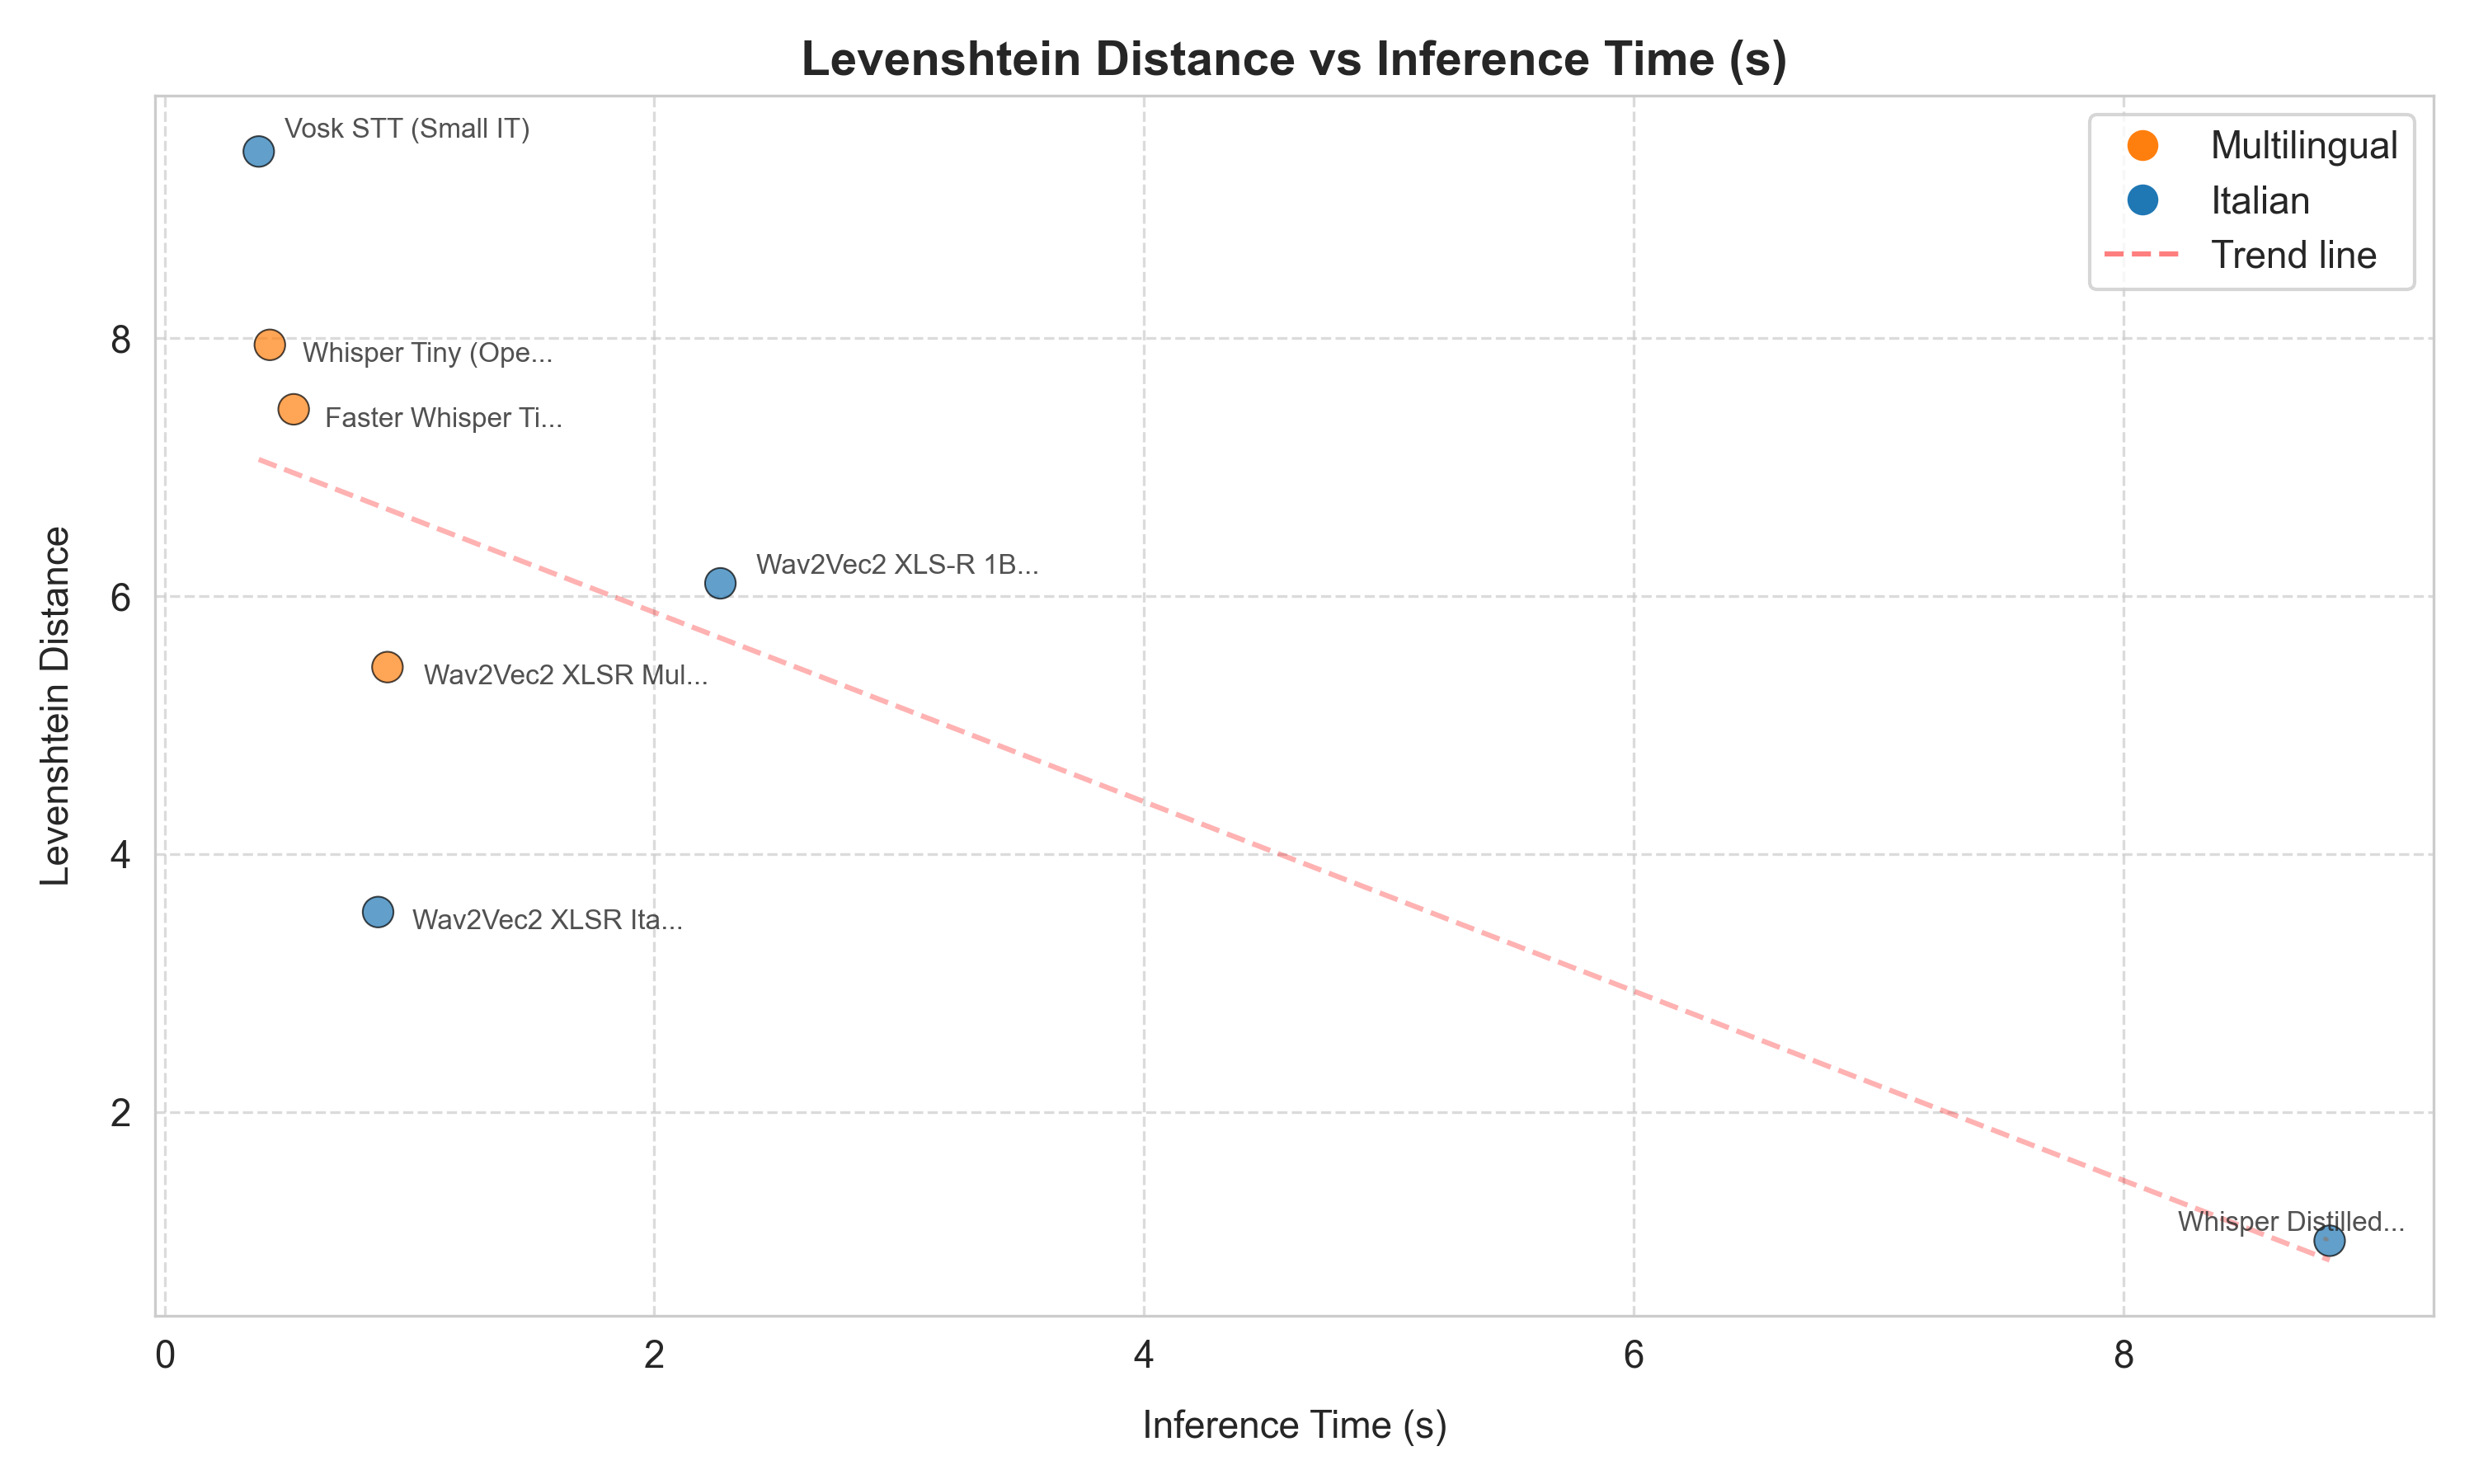 Levenshtein Distance vs Inference Time (s)
Vosk STT (Small IT)
Multilingual
Italian
Trend line
8
Whisper Tiny (Ope...
Faster Whisper Ti...
6
Wav2Vec2 XLS-R 1B...
Wav2Vec2 XLSR Mul...
Levenshtein Distance
4
Wav2Vec2 XLSR Ita...
2
Whisper Distilled...
0
2
4
6
8
Inference Time (s)